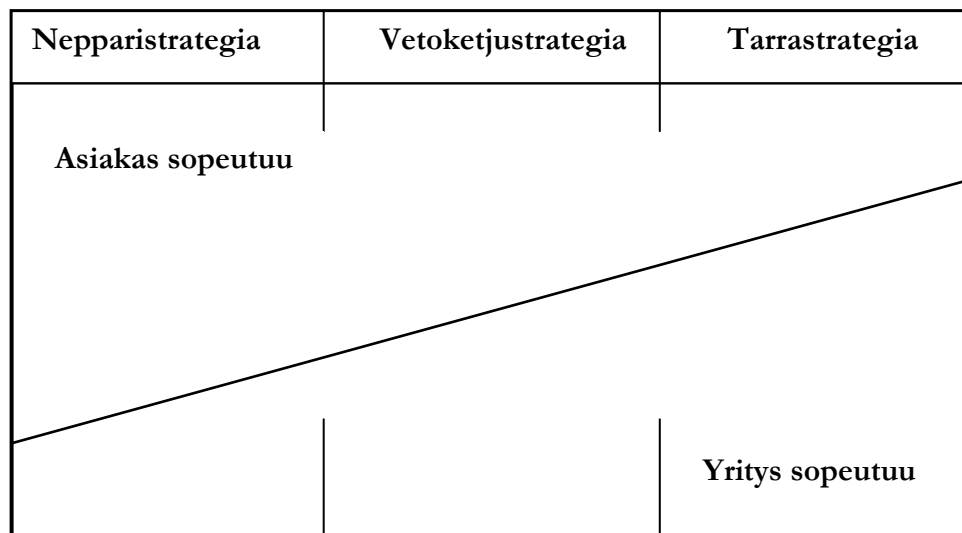 Nepparistrategia Vetoketjustrategia Tarrastrategia
Asiakas sopeutuu
Yritys sopeutuu